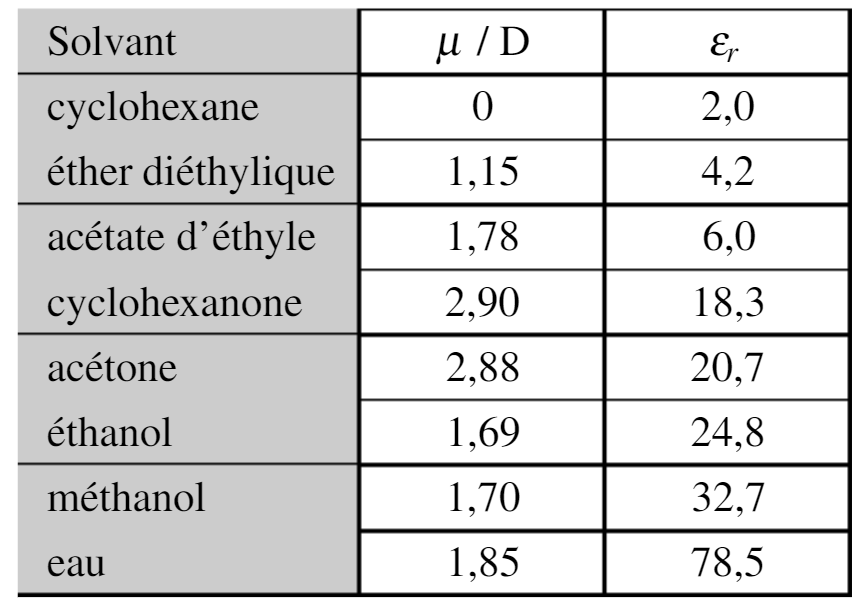 Solvant μ / D εr
cyclohexane 0 2,0
éther diéthylique 1,15 4,2
acétate d’éthyle 1,78 6,0
cyclohexanone 2,90 18,3
acétone 2,88 20,7
éthanol 1,69 24,8
méthanol 1,70 32,7
eau 1,85 78,5